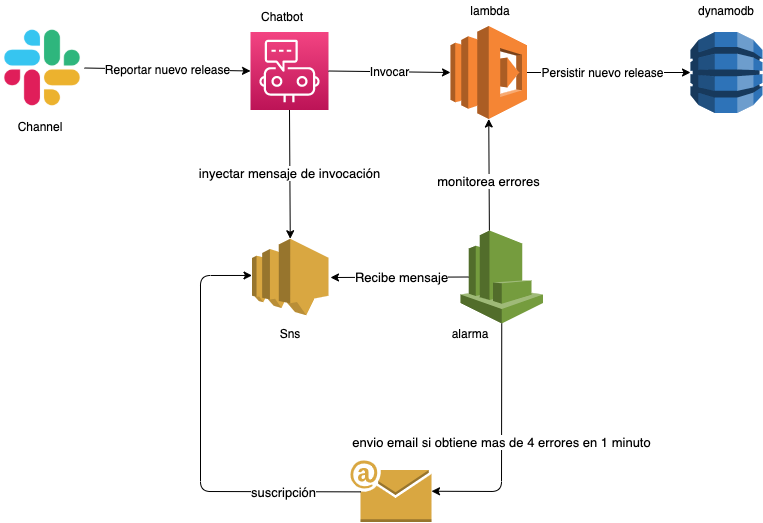 Chatbot
lambda
dynamodb
Reportar nuevo release
Invocar
Persistir nuevo release
Channel
inyectar mensaje de invocación
monitorea errores
Recibe mensaje
Sns
alarma
envio email si obtiene mas de 4 errores en 1 minuto
@
suscripción